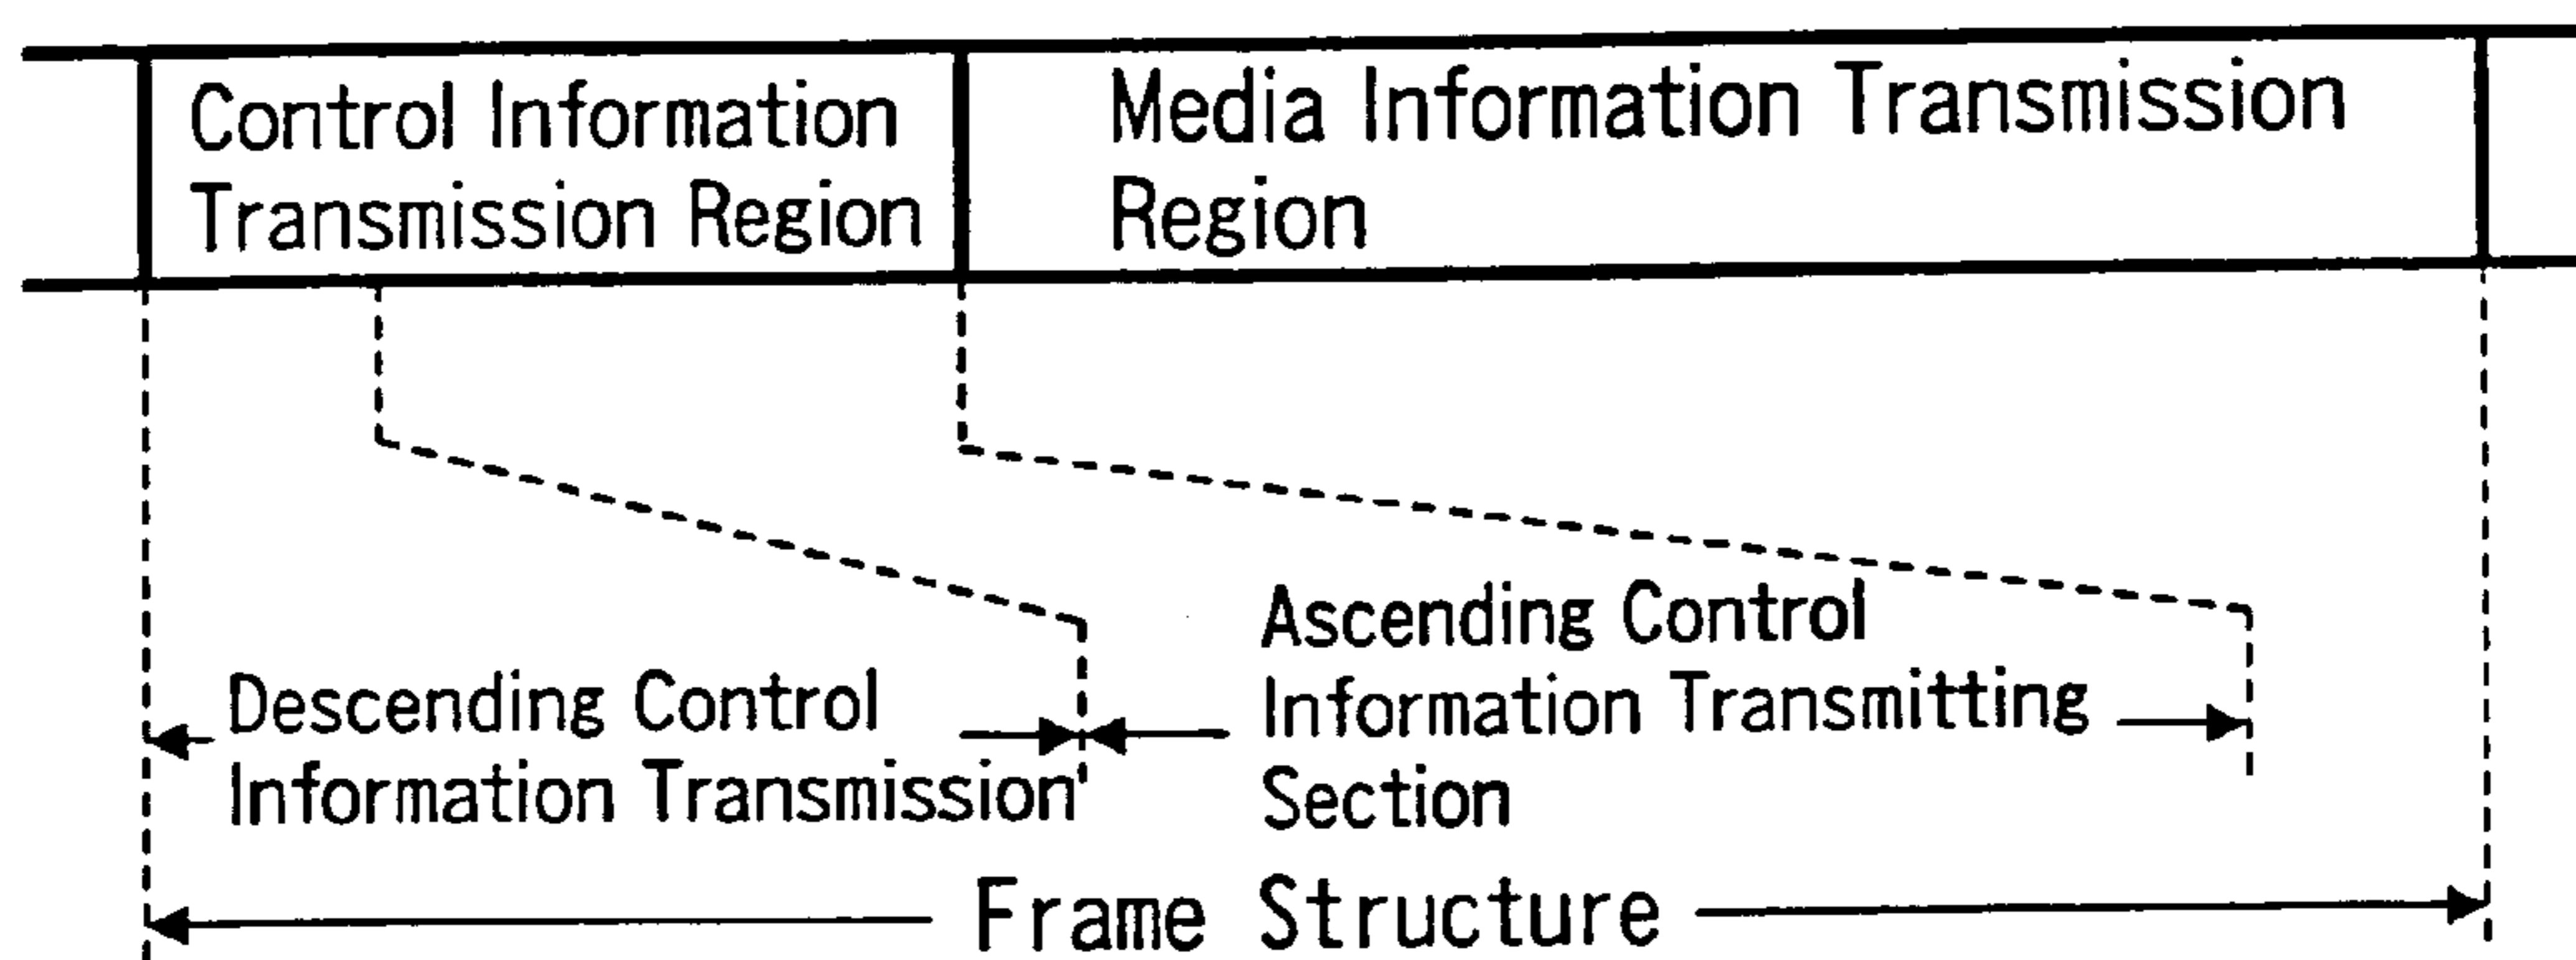 Control Information
Transmission Region
Media Information Transmission
Region
Descending Control
Information Transmission
Ascending Control
Information Transmitting
Section
Frame Structure